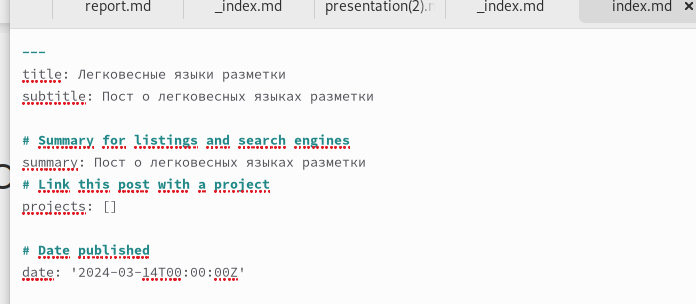 report.md _index.md presentation(2).r _index.md index.md ×
---
title: Легковесные языки разметки
subtitle: Пост о легковесных языках разметки
# Summary for listings and search engines
summary: Пост о легковесных языках разметки
# Link this post with a project
projects: []
# Date published
date: '2024-03-14T00:00:00Z'